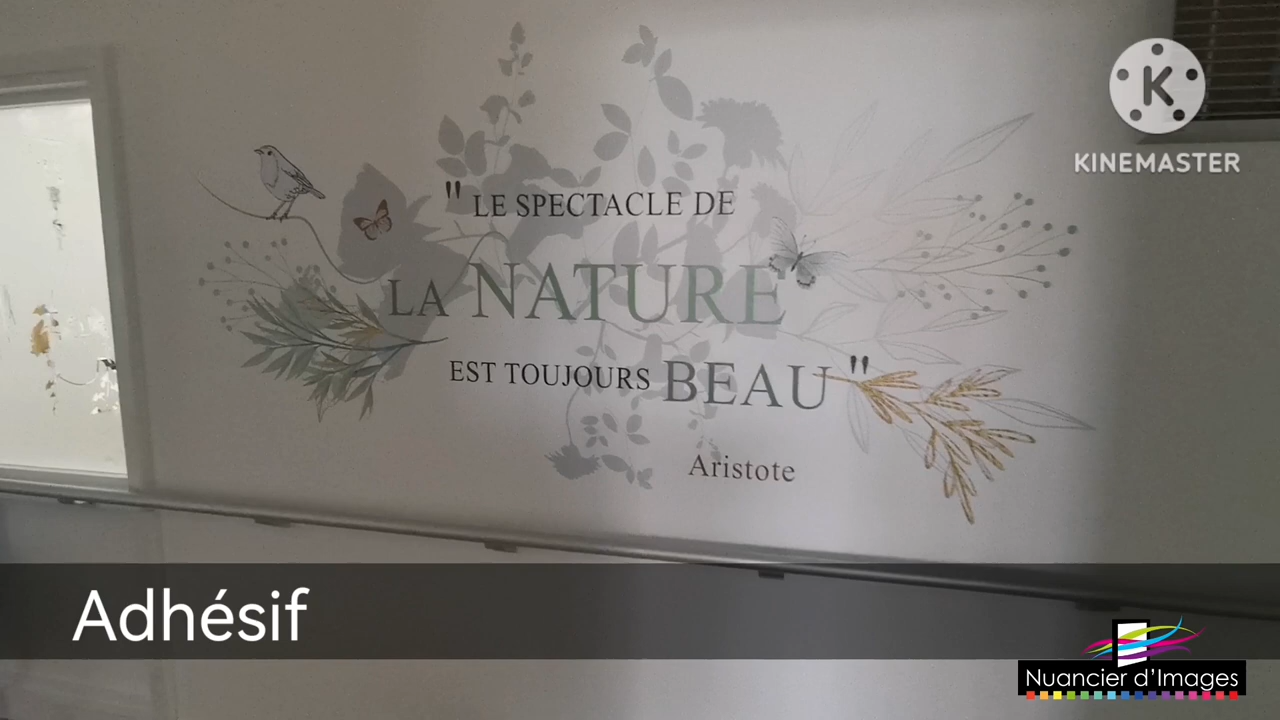 K
KINEMASTER
" LE SPECTACLE DE
LA NATURE
EST TOUJOURS BEAU "
Aristote
Adhésif
Nuancier d'Images